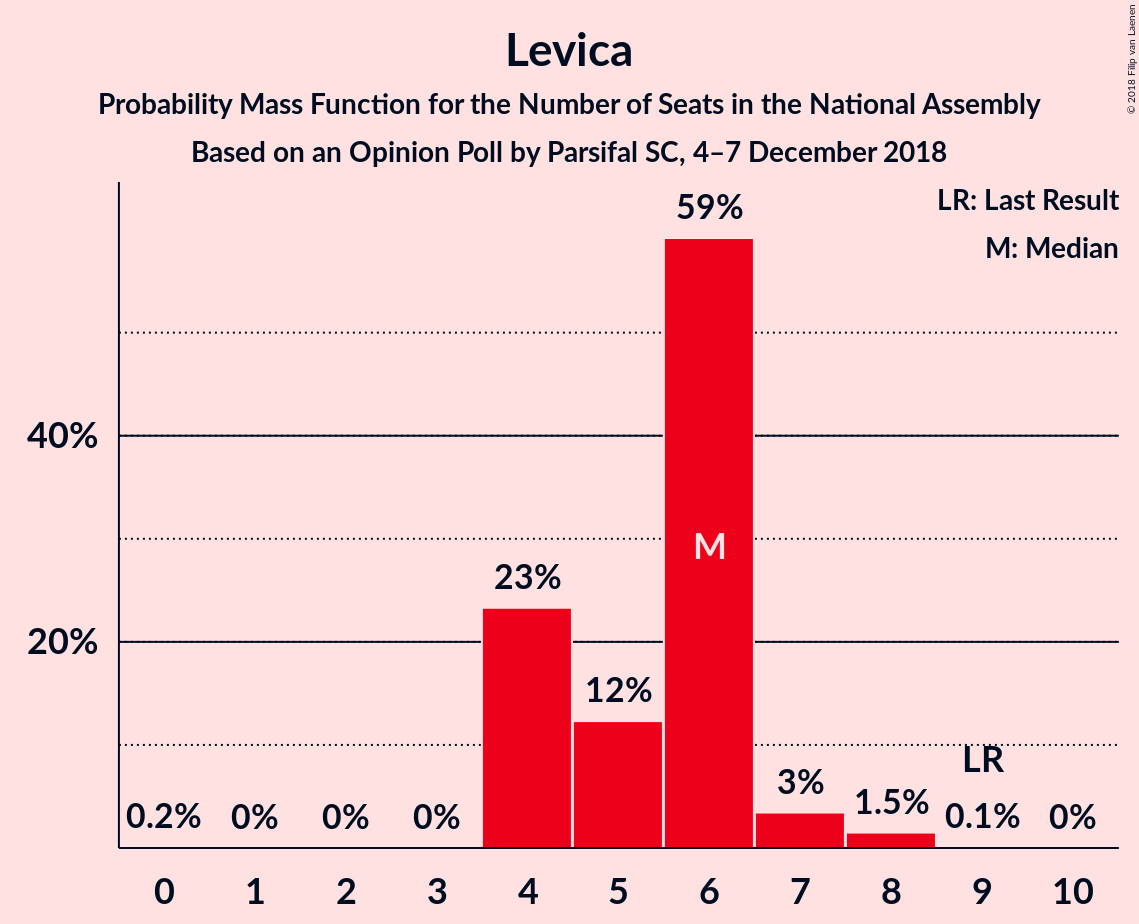 Levica
Probability Mass Function for the Number of Seats in the National Assembly
Based on an Opinion Poll by Parsifal SC, 4–7 December 2018
© 2018 Filip van Laenen
LR: Last Result
M: Median
59%
40%
M
23%
20%
12%
LR
3%
1.5%
0.2% 0% 0% 0% 0.1% 0%
0 1 2 3 4 5 6 7 8 9 10